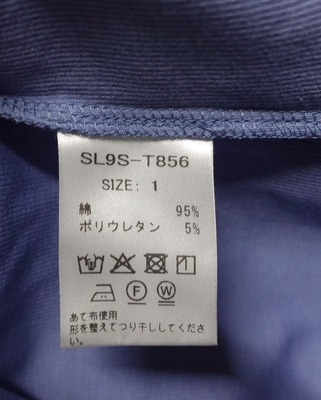 SL9S-T856
SIZE: 1
綿 95%
ポリウレタン 5%
F W
あて布使用
形を整えてつり干ししてくださ
い。